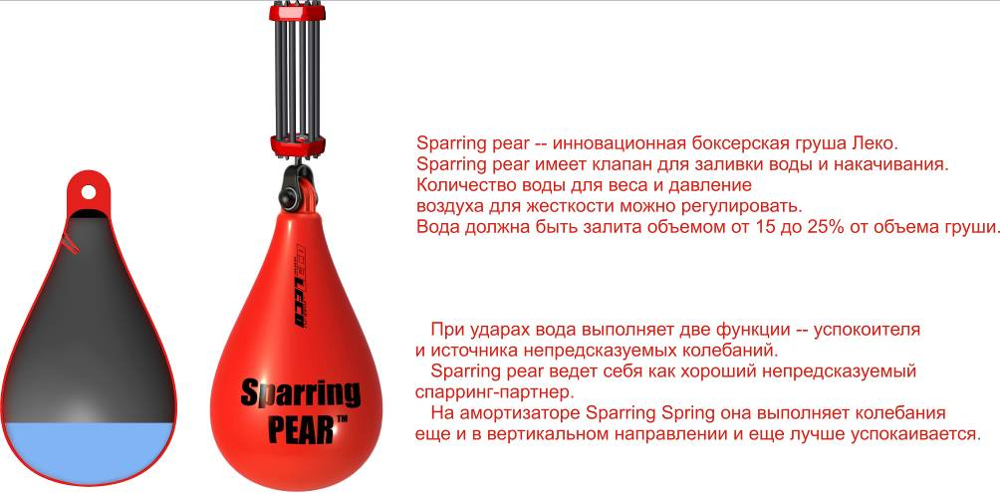 Sparring pear -- инновационная боксерская груша Леко.
Sparring pear имеет клапан для заливки воды и накачивания.
Количество воды для веса и давление
воздуха для жесткости можно регулировать.
Вода должна быть залита объемом от 15 до 25% от объема груши.
При ударах вода выполняет две функции -- успокоителя
и источника непредсказуемых колебаний.
Sparring pear ведет себя как хороший непредсказуемый
спарринг-партнер.
На амортизаторе Sparring Spring она выполняет колебания
еще и в вертикальном направлении и еще лучше успокаивается.
LECO
Sparring
PEAR™